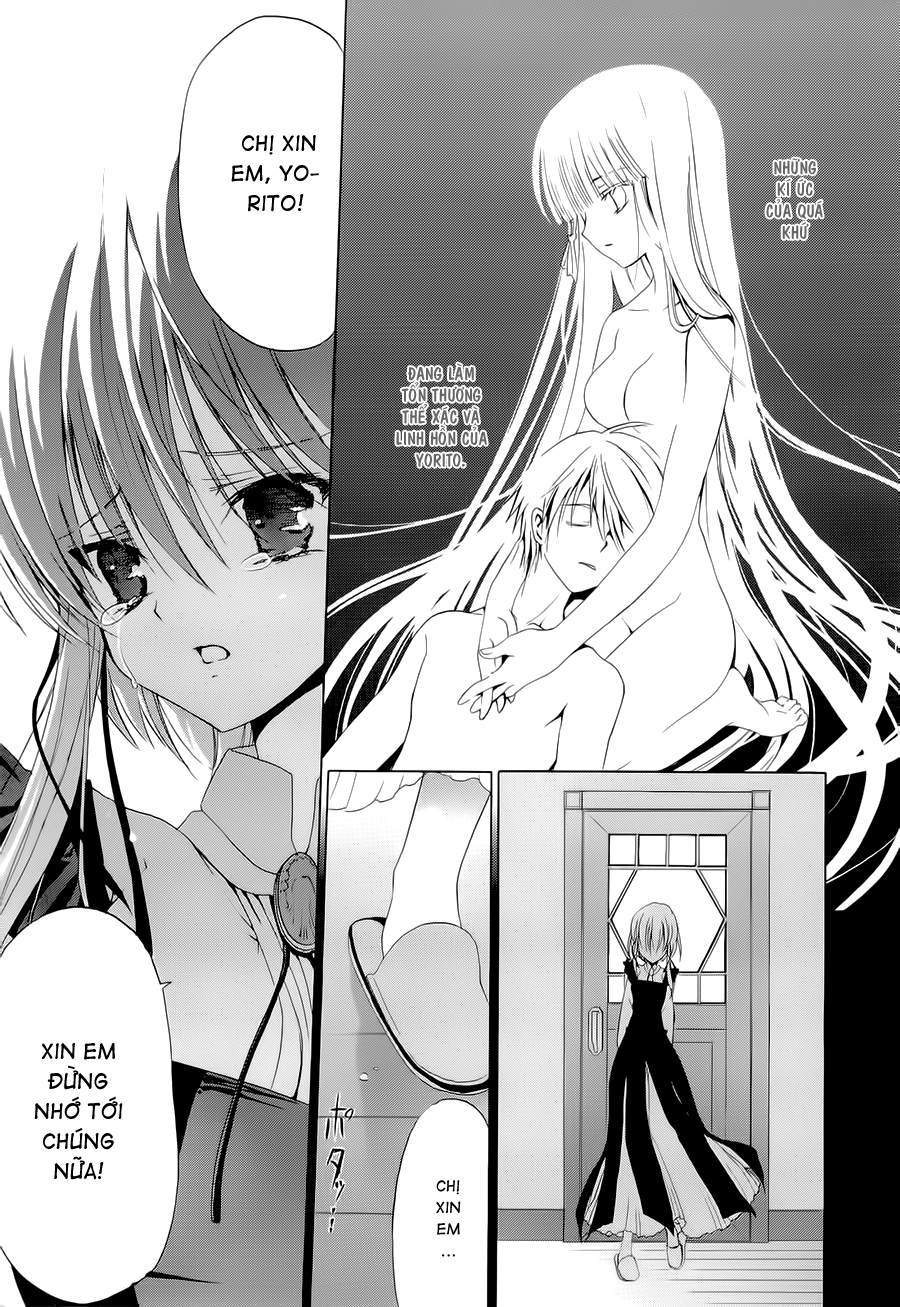 NHỮNG
KÍ ỨC
CỦA QUÁ
KHỨ
ĐANG LÀM
TỔN THƯƠNG
THỂ XÁC VÀ
LINH HỒN CỦA
YORITO.
CHỊ
XIN
EM
...
ポタッ…
CHỊ XIN
EM, YO-
RITO!
XIN EM
ĐỪNG
NHỚ TỚI
CHÚNG
NỮA!